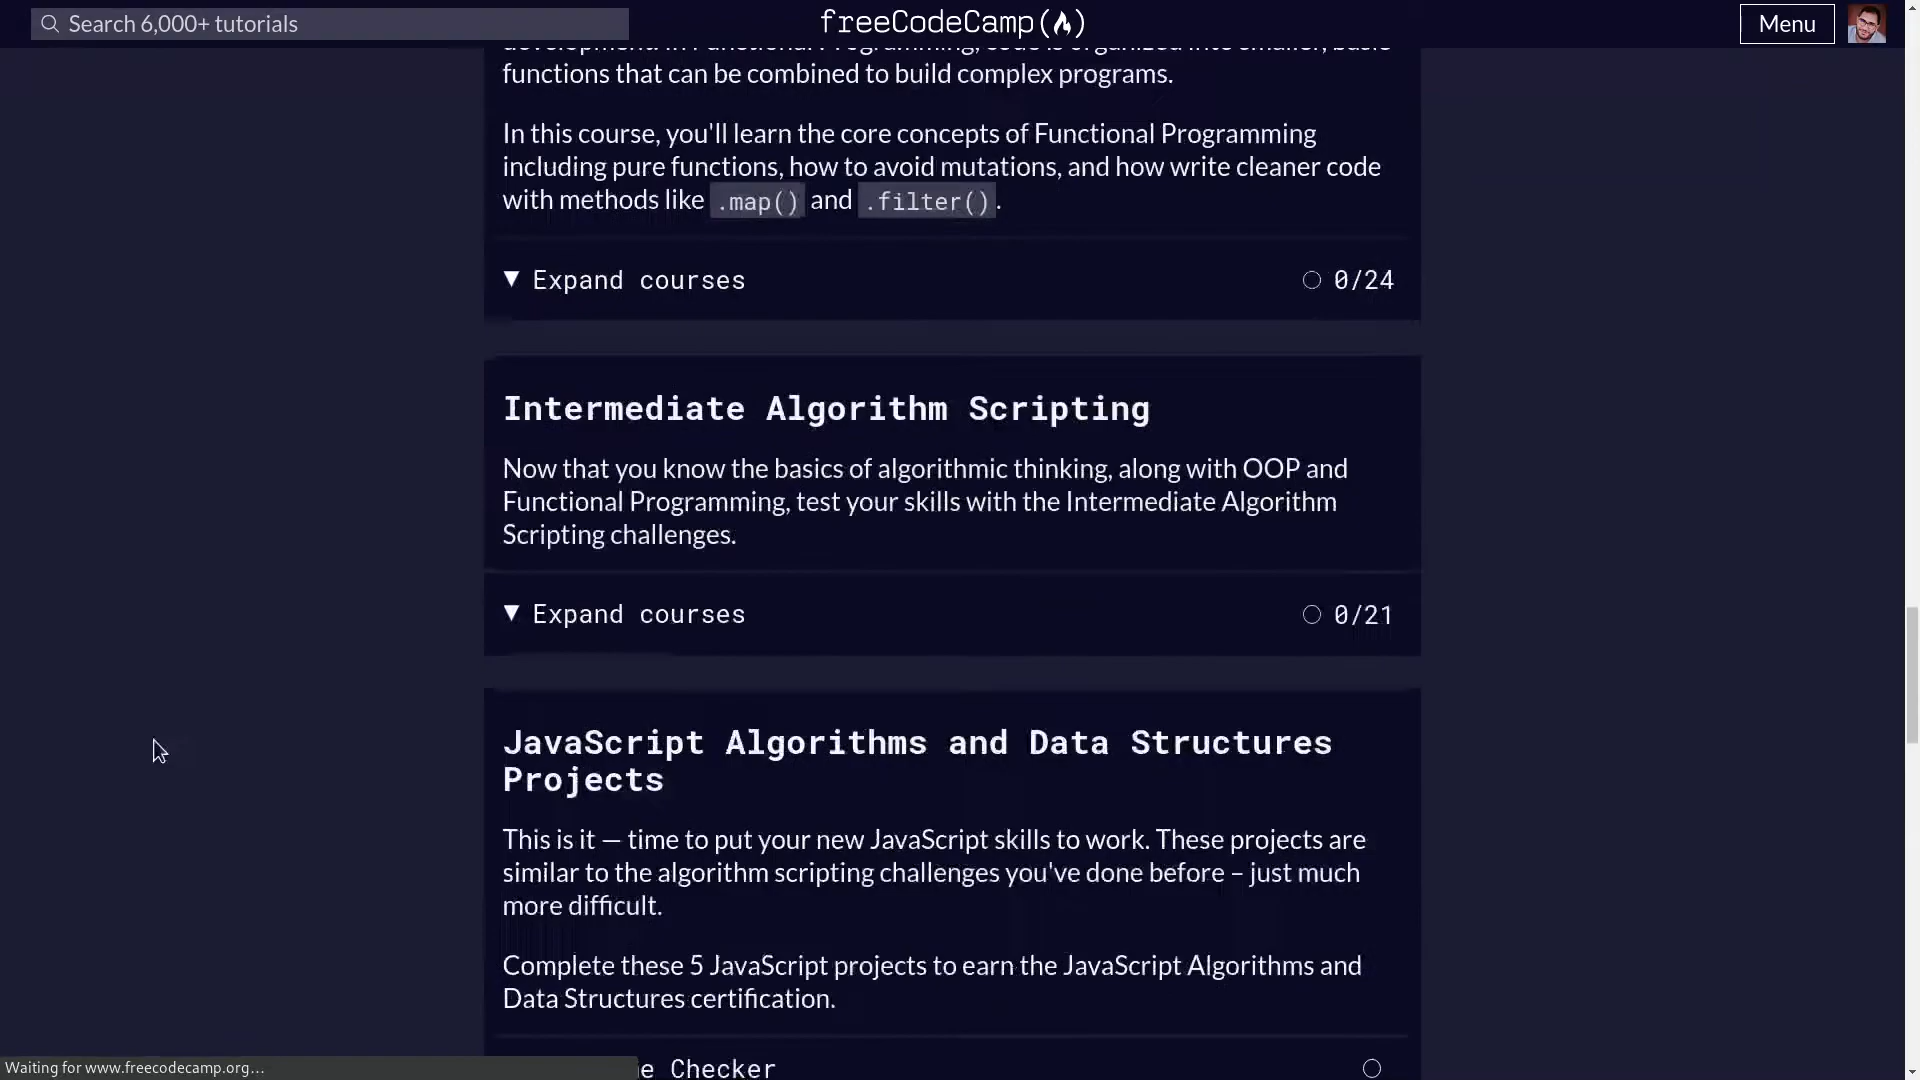 Search 6,000+ tutorials
freeCodeCamp
Menu
functions that can be combined to build complex programs.
In this course, you'll learn the core concepts of Functional Programming
including pure functions, how to avoid mutations, and how write cleaner code
with methods like .map() and .filter().
Expand courses 0/24
Intermediate Algorithm Scripting
Now that you know the basics of algorithmic thinking, along with OOP and
Functional Programming, test your skills with the Intermediate Algorithm
Scripting challenges.
Expand courses 0/21
JavaScript Algorithms and Data Structures
Projects
This is it — time to put your new JavaScript skills to work. These projects are
similar to the algorithm scripting challenges you've done before – just much
more difficult.
Complete these 5 JavaScript projects to earn the JavaScript Algorithms and
Data Structures certification.
Checker
Waiting for www.freecodecamp.org…